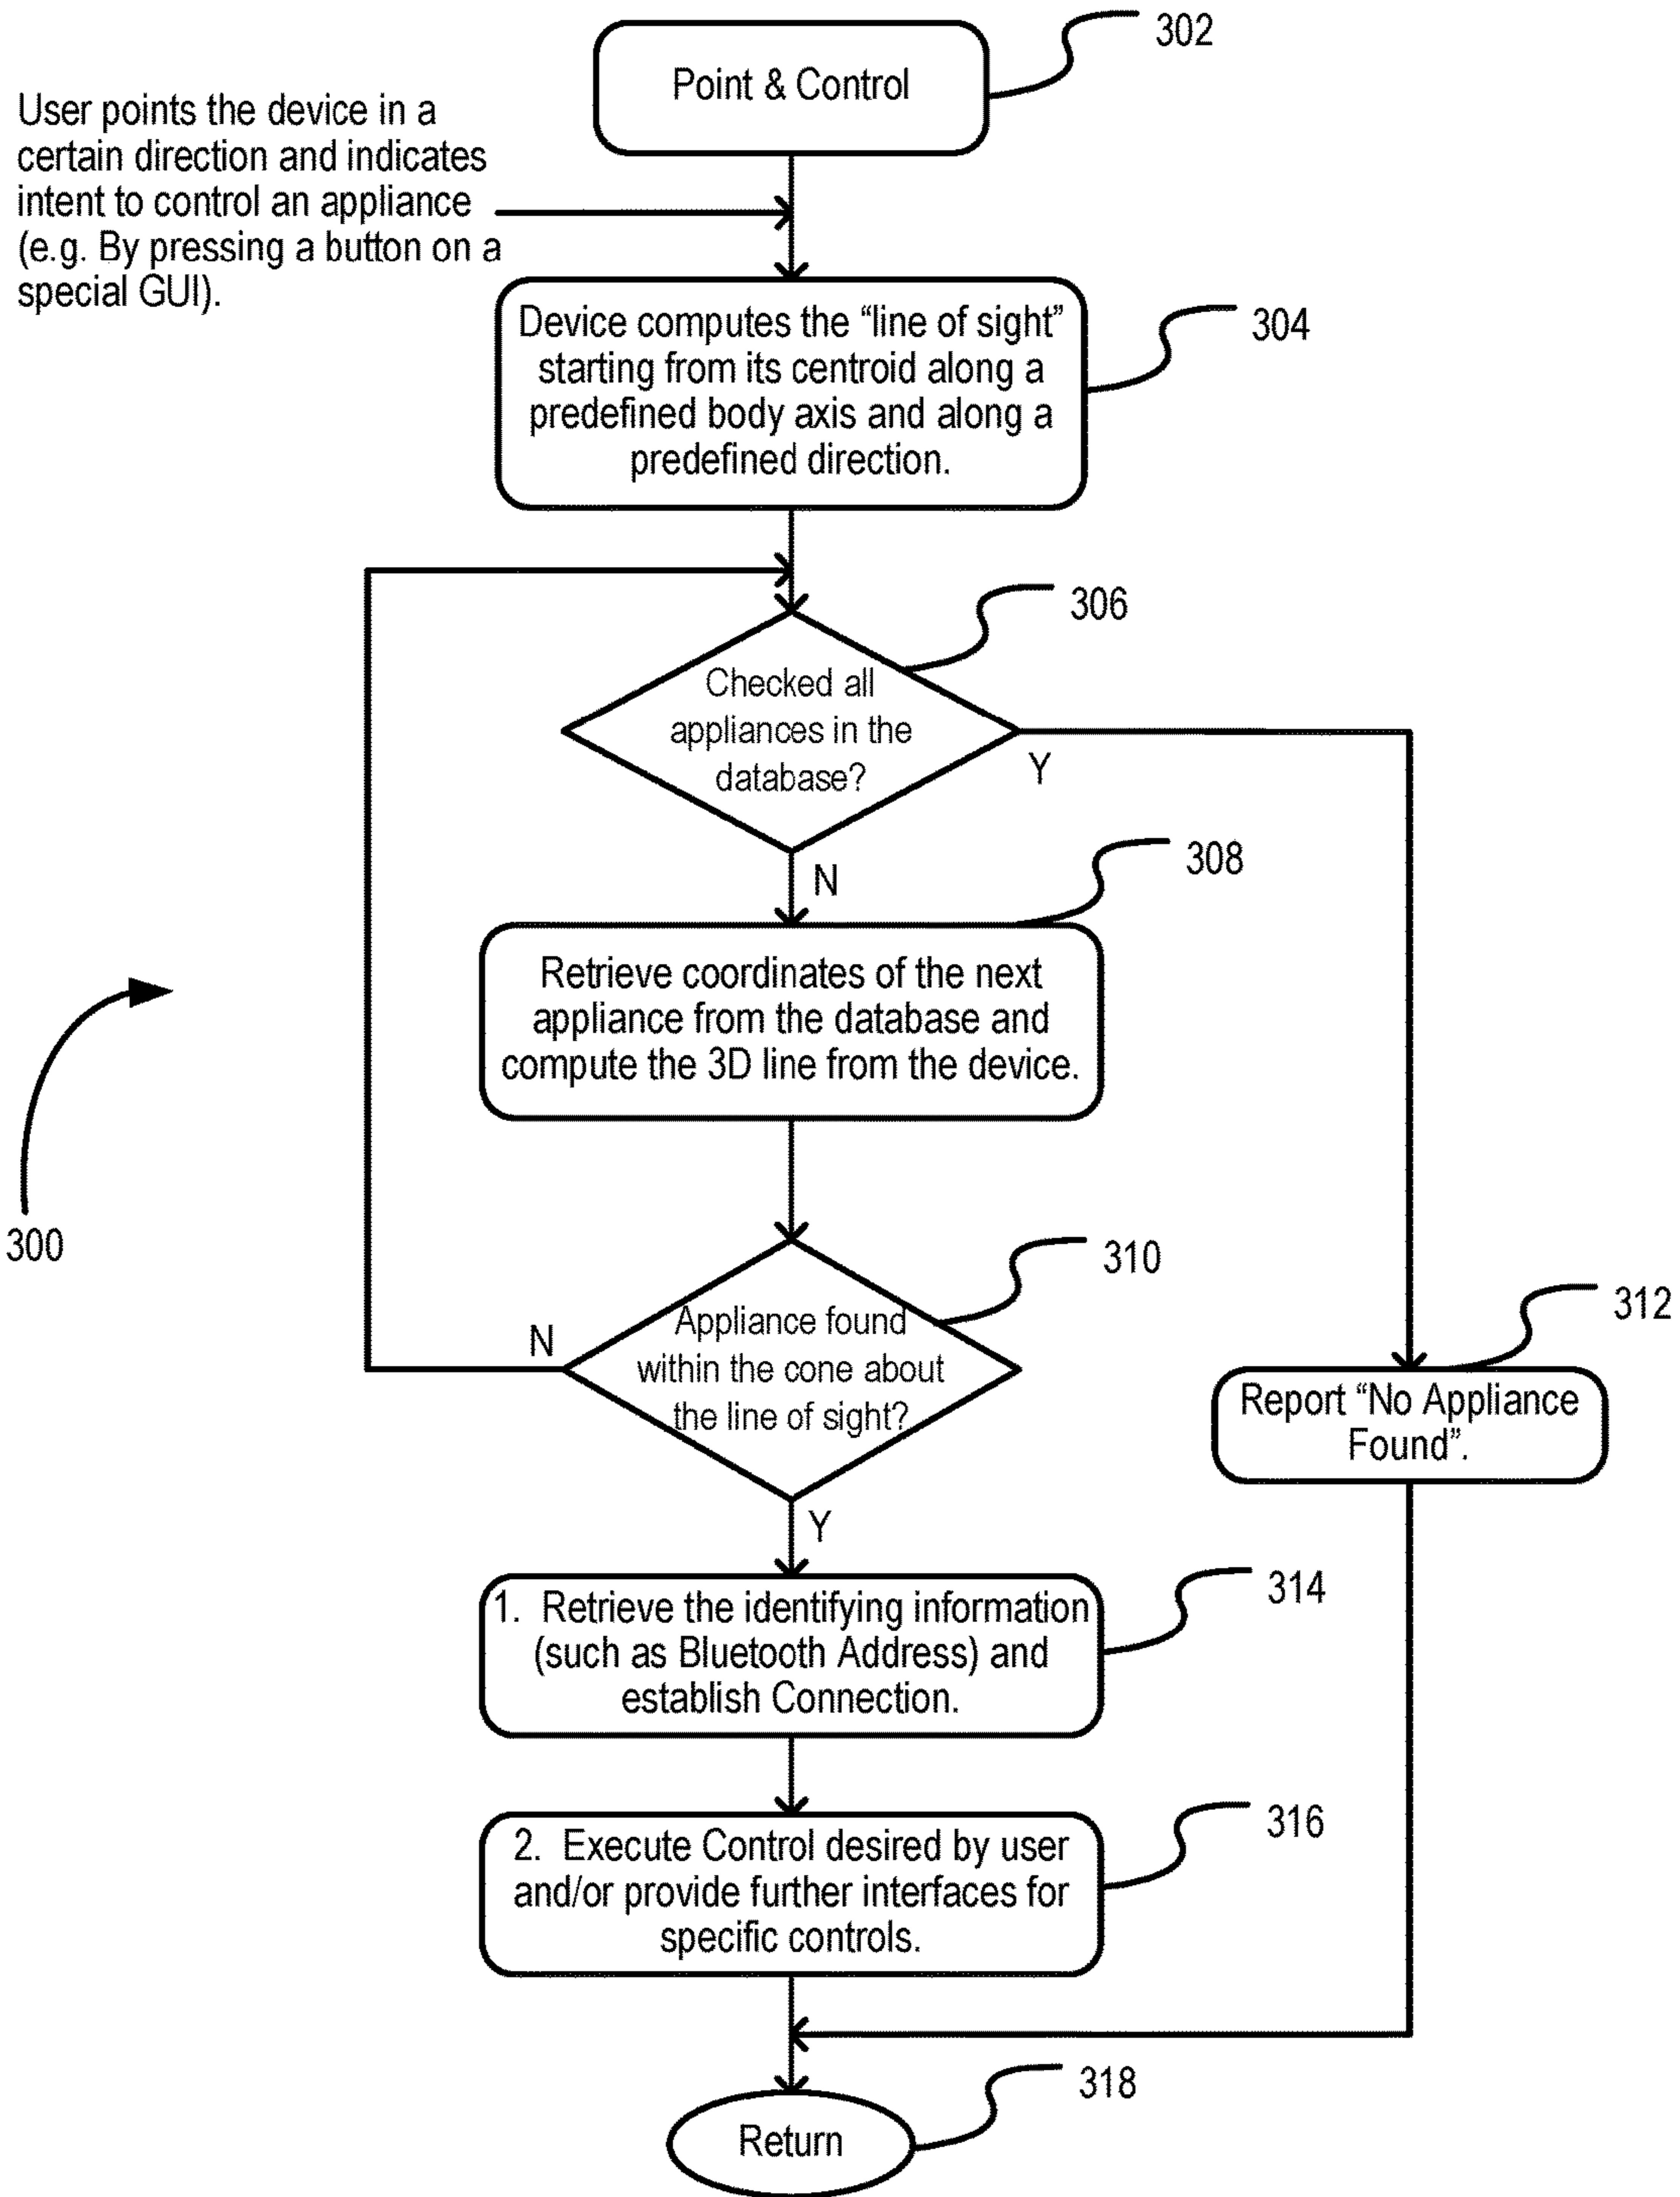 302
Point & Control
User points the device in a
certain direction and indicates
intent to control an appliance
(e.g. By pressing a button on a
special GUI).
304
Device computes the “line of sight”
starting from its centroid along a
predefined body axis and along a
predefined direction.
306
Checked all
appliances in the
database?
Y
N
308
Retrieve coordinates of the next
appliance from the database and
compute the 3D line from the device.
300
310
Appliance found
within the cone about
the line of sight?
N
Y
312
Report “No Appliance
Found”.
314
1. Retrieve the identifying information
(such as Bluetooth Address) and
establish Connection.
316
2. Execute Control desired by user
and/or provide further interfaces for
specific controls.
318
Return